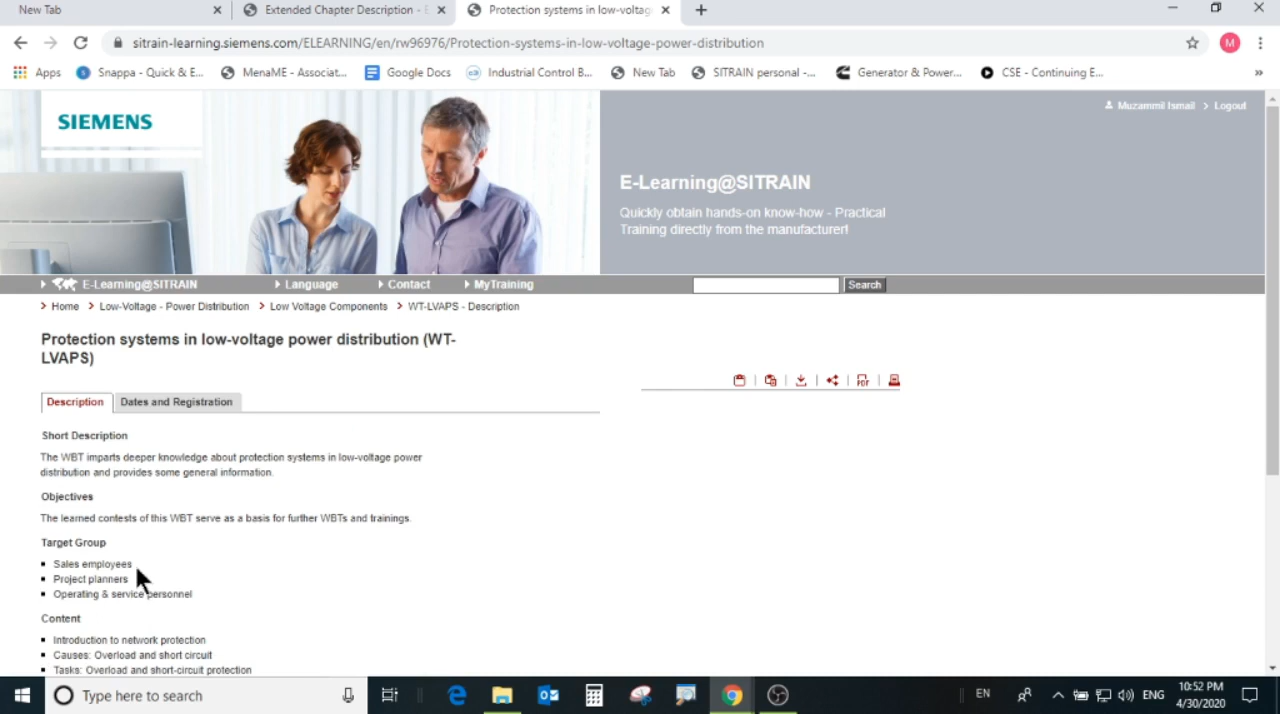 New Tab
Extended Chapter Description - E
Protection systems in low-voltag
sitrain-learning.siemens.com/ELEARNING/en/rw96976/Protection-systems-in-low-voltage-power-distribution
M
Apps
Snappa - Quick & E...
MenaME - Associat...
Google Docs
Industrial Control B...
New Tab
SITRAIN personal -...
Generator & Power...
CSE - Continuing E...
»
SIEMENS
Muzammil Ismail > Logout
E-Learning@SITRAIN
Quickly obtain hands-on know-how - Practical
Training directly from the manufacturer!
E-Learning@SITRAIN
Language
Contact
MyTraining
Search
> Home > Low-Voltage - Power Distribution > Low Voltage Components > WT-LVAPS - Description
Protection systems in low-voltage power distribution (WT-
LVAPS)
PDF
Description
Dates and Registration
Short Description
The WBT imparts deeper knowledge about protection systems in low-voltage power
distribution and provides some general information.
Objectives
The learned contests of this WBT serve as a basis for further WBTs and trainings.
Target Group
Sales employees
Project planners
Operating & service personnel
Content
Introduction to network protection
Causes: Overload and short circuit
Tasks: Overload and short-circuit protection
Type here to search
EN
ENG
10:52 PM
4/30/2020